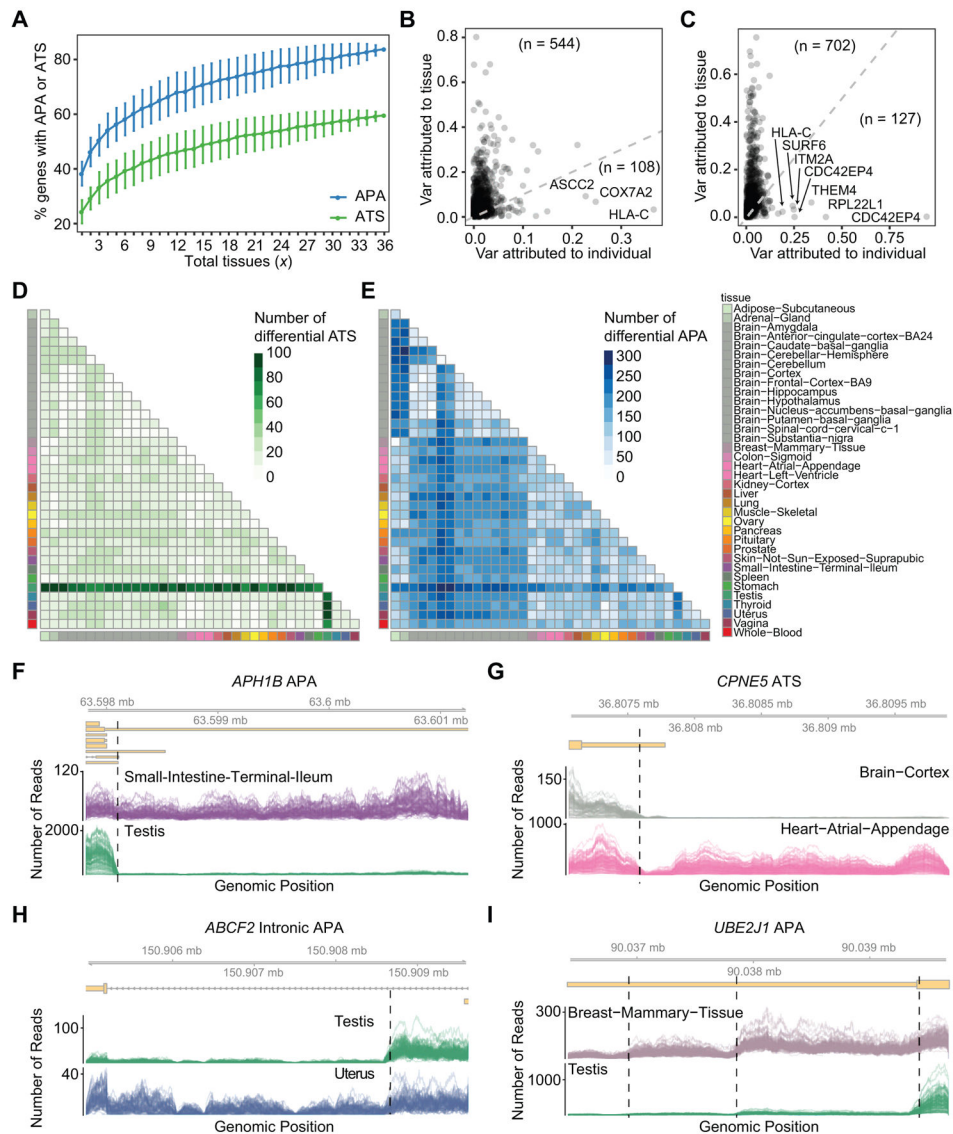 A
% genes with APA or ATS
80
60
40
20
APA
ATS
3 6 9 12 15 18 21 24 27 30 33 36
Total tissues (x)
B
Var attributed to tissue
0.8
0.6
0.4
0.2
0.0
(n = 544)
(n = 108)
ASCC2
COX7A2
HLA-C
0.0 0.1 0.2 0.3
Var attributed to individual
C
Var attributed to tissue
0.6
0.4
0.2
0.0
(n = 702)
(n = 127)
HLA-C
SURF6
ITM2A
CDC42EP4
THEM4
RPL22L1
CDC42EP4
0.00 0.25 0.50 0.75
Var attributed to individual
D
Number of
differential ATS
100
80
60
40
20
0
E
Number of
differential APA
300
250
200
150
100
50
0
tissue
Adipose−Subcutaneous
Adrenal−Gland
Brain−Amygdala
Brain−Anterior−cingulate−cortex−BA24
Brain−Caudate−basal−ganglia
Brain−Cerebellar−Hemisphere
Brain−Cerebellum
Brain−Cortex
Brain−Frontal−Cortex−BA9
Brain−Hippocampus
Brain−Hypothalamus
Brain−Nucleus−accumbens−basal−ganglia
Brain−Putamen−basal−ganglia
Brain−Spinal−cord−cervical−c−1
Brain−Substantia−nigra
Breast−Mammary−Tissue
Colon−Sigmoid
Heart−Atrial−Appendage
Heart−Left−Ventricle
Kidney−Cortex
Liver
Lung
Muscle−Skeletal
Ovary
Pancreas
Pituitary
Prostate
Skin−Not−Sun−Exposed−Suprapubic
Small−Intestine−Terminal−Ileum
Spleen
Stomach
Testis
Thyroid
Uterus
Vagina
Whole−Blood
F
APH1B APA
63.598 mb 63.6 mb
63.599 mb 63.601 mb
Number of Reads
120
Small-Intestine-Terminal-Ileum
2000
Testis
Genomic Position
G
CPNE5 ATS
36.8075 mb 36.8085 mb 36.8095 mb
36.808 mb 36.809 mb
Number of Reads
150
Brain−Cortex
1000
Heart−Atrial−Appendage
Genomic Position
H
ABCF2 Intronic APA
150.906 mb 150.908 mb
150.907 mb 150.909 mb
Number of Reads
100
Testis
40
Uterus
Genomic Position
I
UBE2J1 APA
90.037 mb 90.039 mb
90.038 mb
Number of Reads
300
Breast−Mammary−Tissue
Testis
1000
Genomic Position